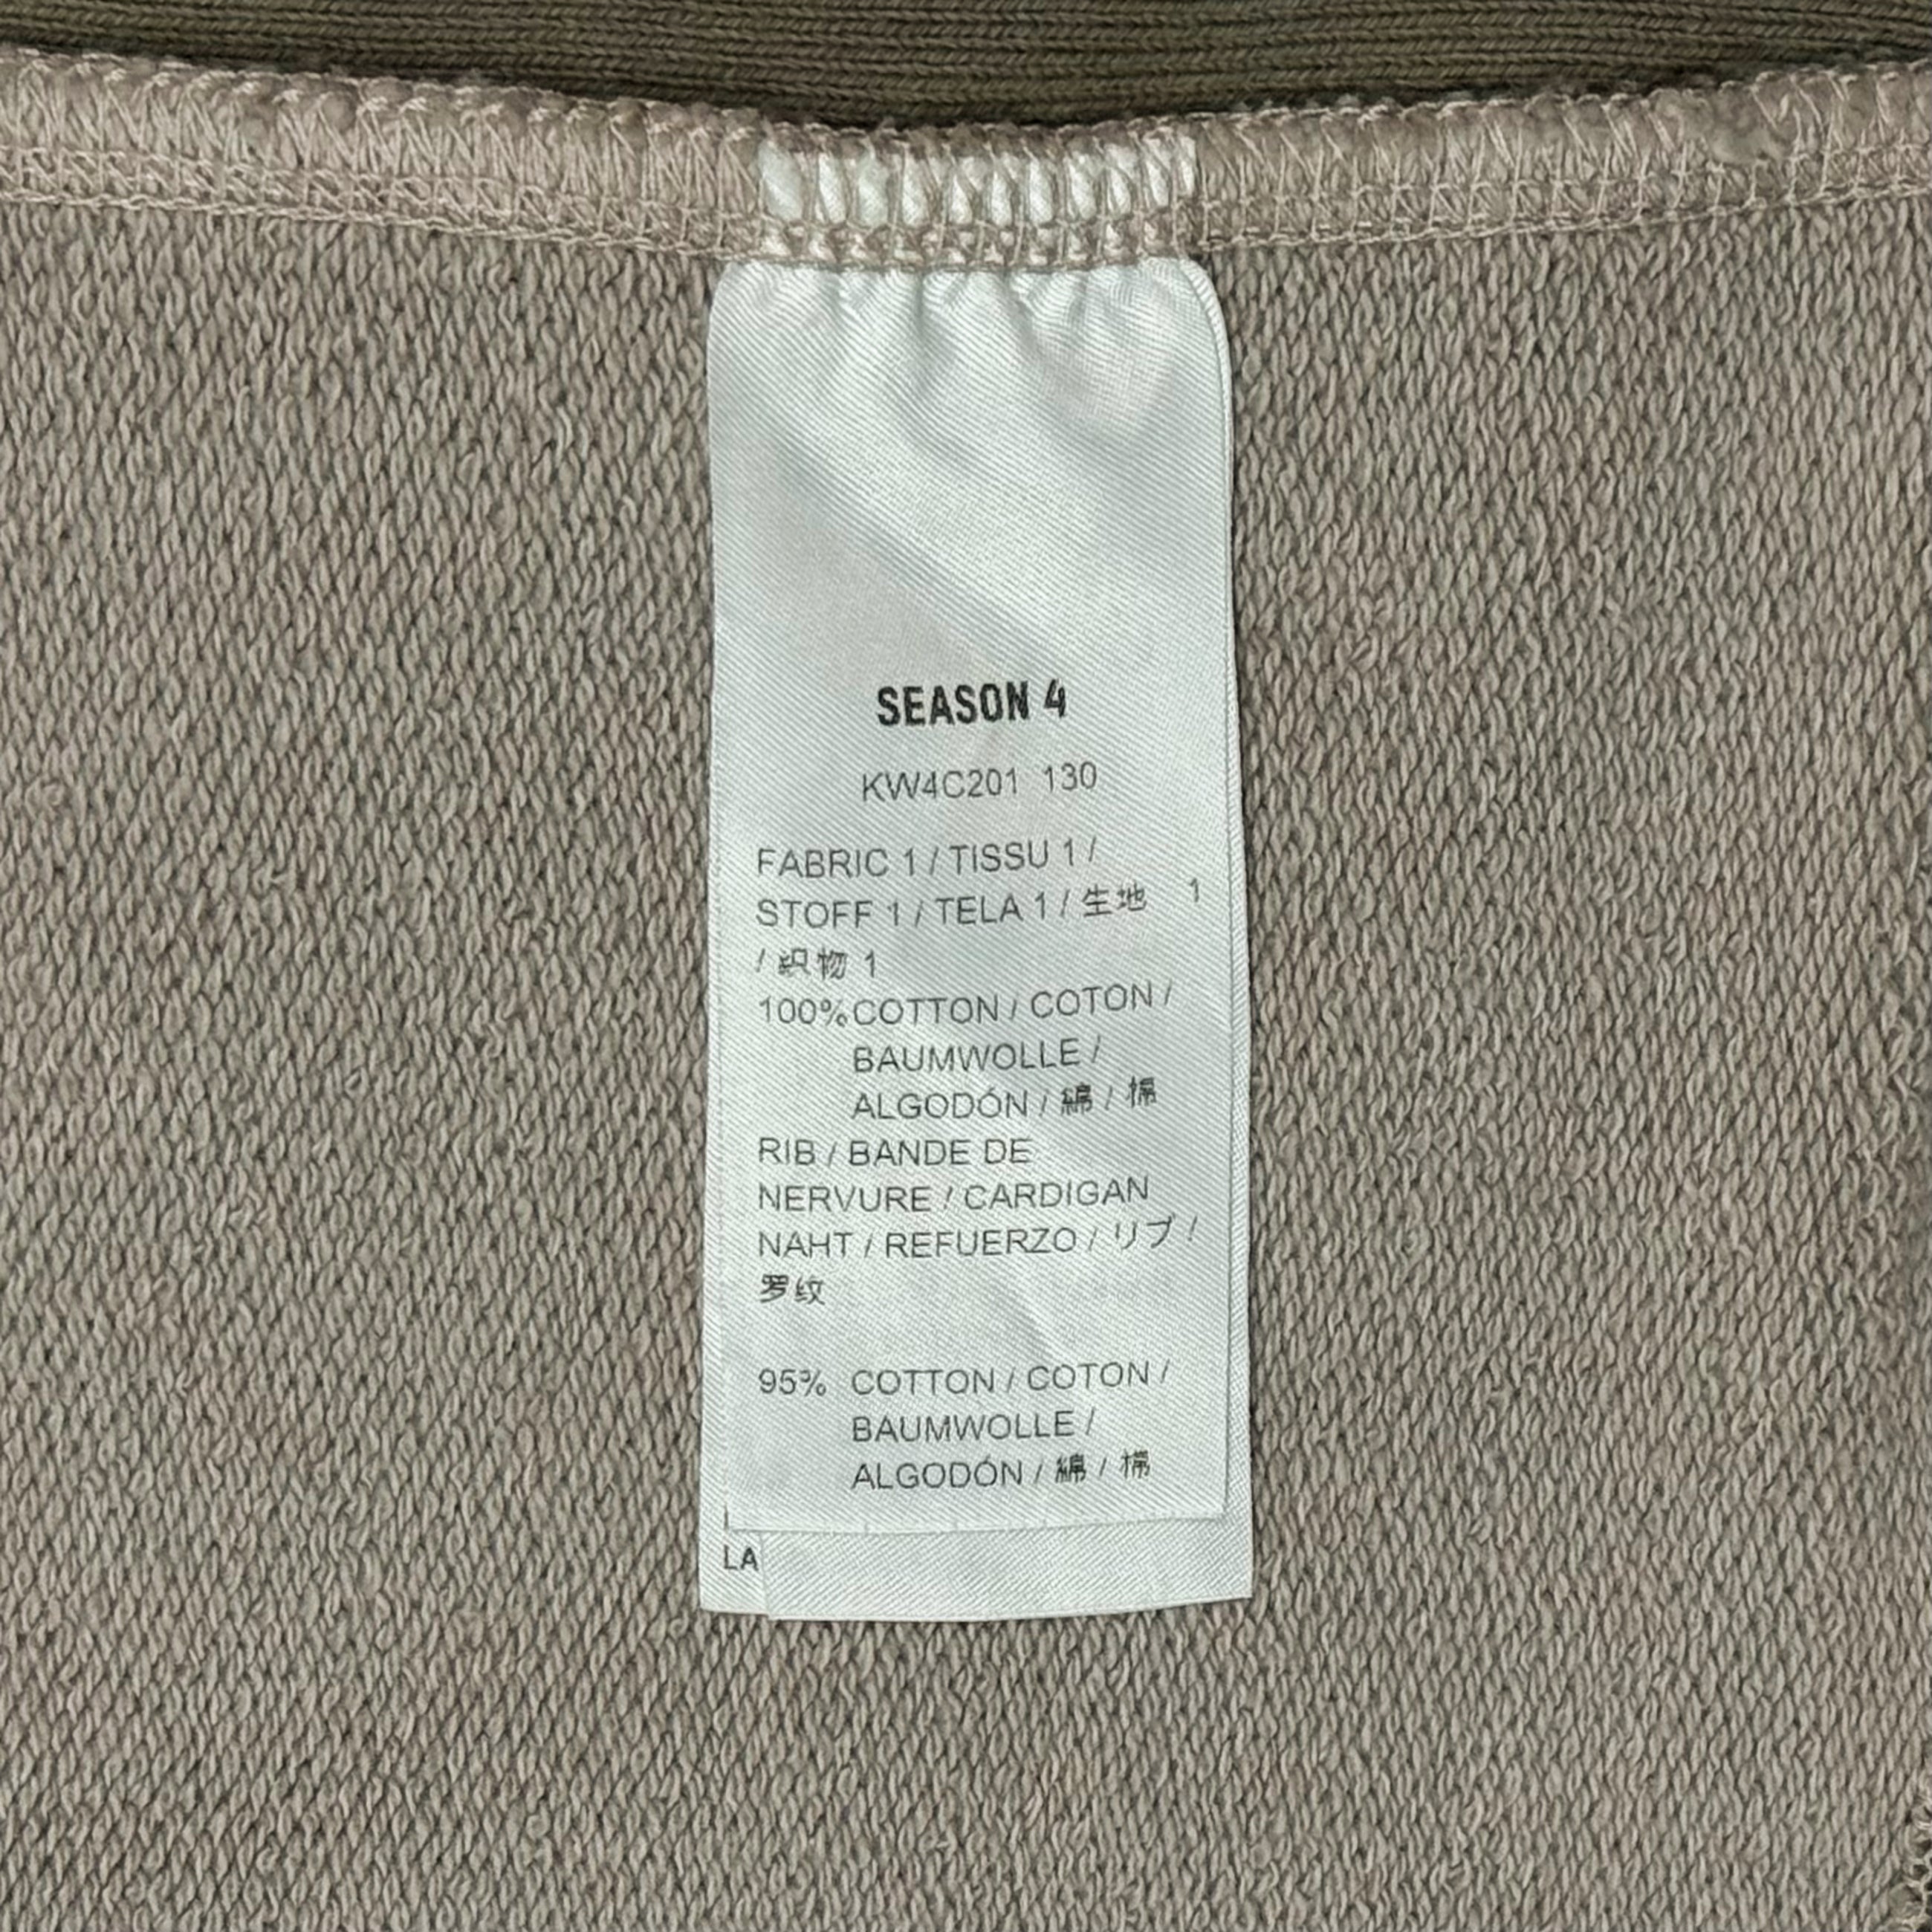 SEASON 4
KW4C201 130
FABRIC 1 / TISSU 1 /
STOFF 1 / TELA 1 / 生地 1
/ 织物 1
100% COTTON / COTON /
BAUMWOLLE /
ALGODÓN / 綿 / 棉
RIB / BANDE DE
NERVURE / CARDIGAN
NAHT / REFUERZO / リブ /
罗纹
95% COTTON / COTON /
BAUMWOLLE /
ALGODÓN / 綿 / 棉
LA